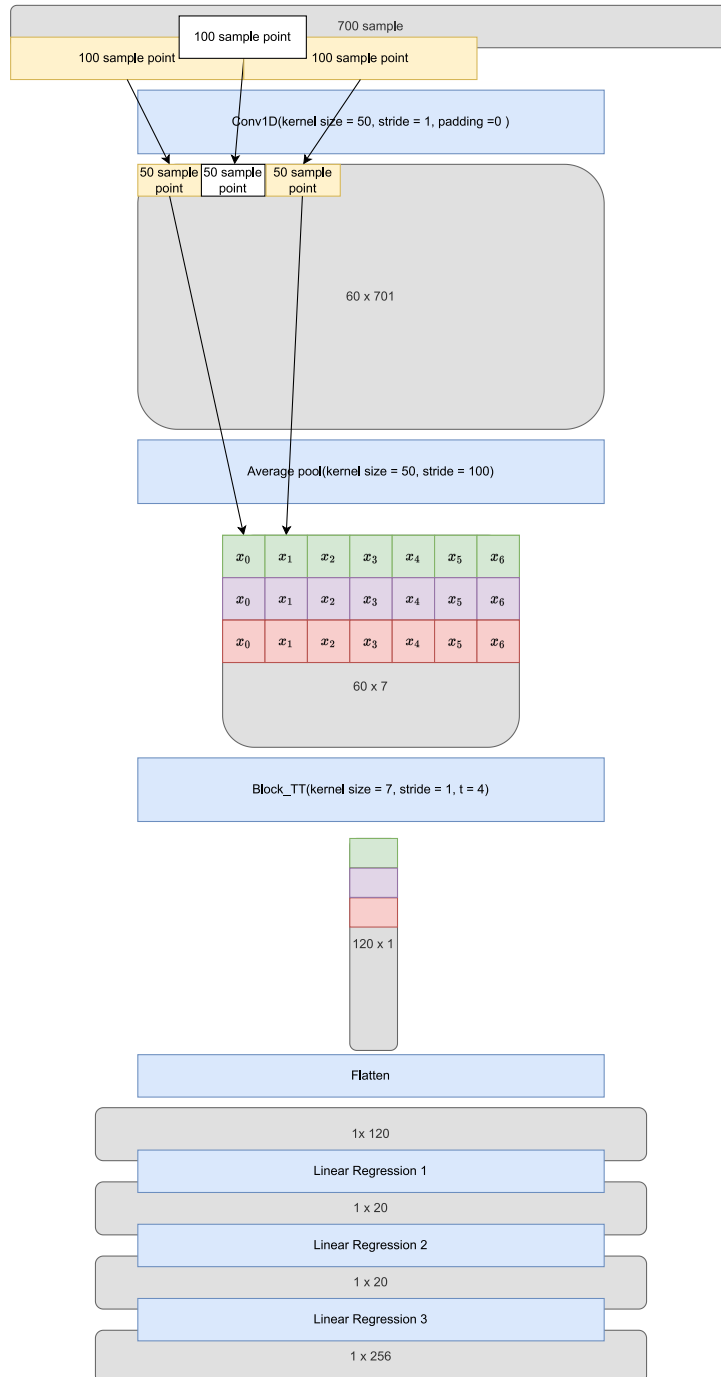 700 sample
100 sample point
100 sample point
100 sample point
Conv1D(kernel size = 50, stride = 1, padding =0 )
50 sample
point
50 sample
point
50 sample
point
60 x 701
Average pool(kernel size = 50, stride = 100)
x₀ x₁ x₂ x₃ x₄ x₅ x₆
x₀ x₁ x₂ x₃ x₄ x₅ x₆
x₀ x₁ x₂ x₃ x₄ x₅ x₆
60 x 7
Block_TT(kernel size = 7, stride = 1, t = 4)
120 x 1
Flatten
1x 120
Linear Regression 1
1 x 20
Linear Regression 2
1 x 20
Linear Regression 3
1 x 256